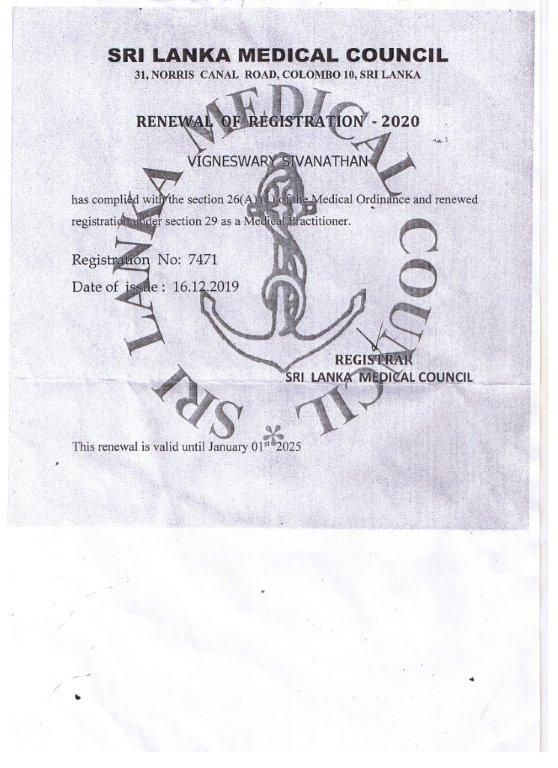 SRI LANKA MEDICAL COUNCIL
31, NORRIS CANAL ROAD, COLOMBO 10, SRI LANKA
RENEWAL OF REGISTRATION - 2020
VIGNESWARY SIVANATHAN
has complied with the section 26(A) (1) of the Medical Ordinance and renewed
registration under section 29 as a Medical Practitioner.
Registration No: 7471
Date of issue : 16.12.2019
REGISTRAR
SRI LANKA MEDICAL COUNCIL
This renewal is valid until January 01st 2025
SRI LANKA MEDICAL COUNCIL